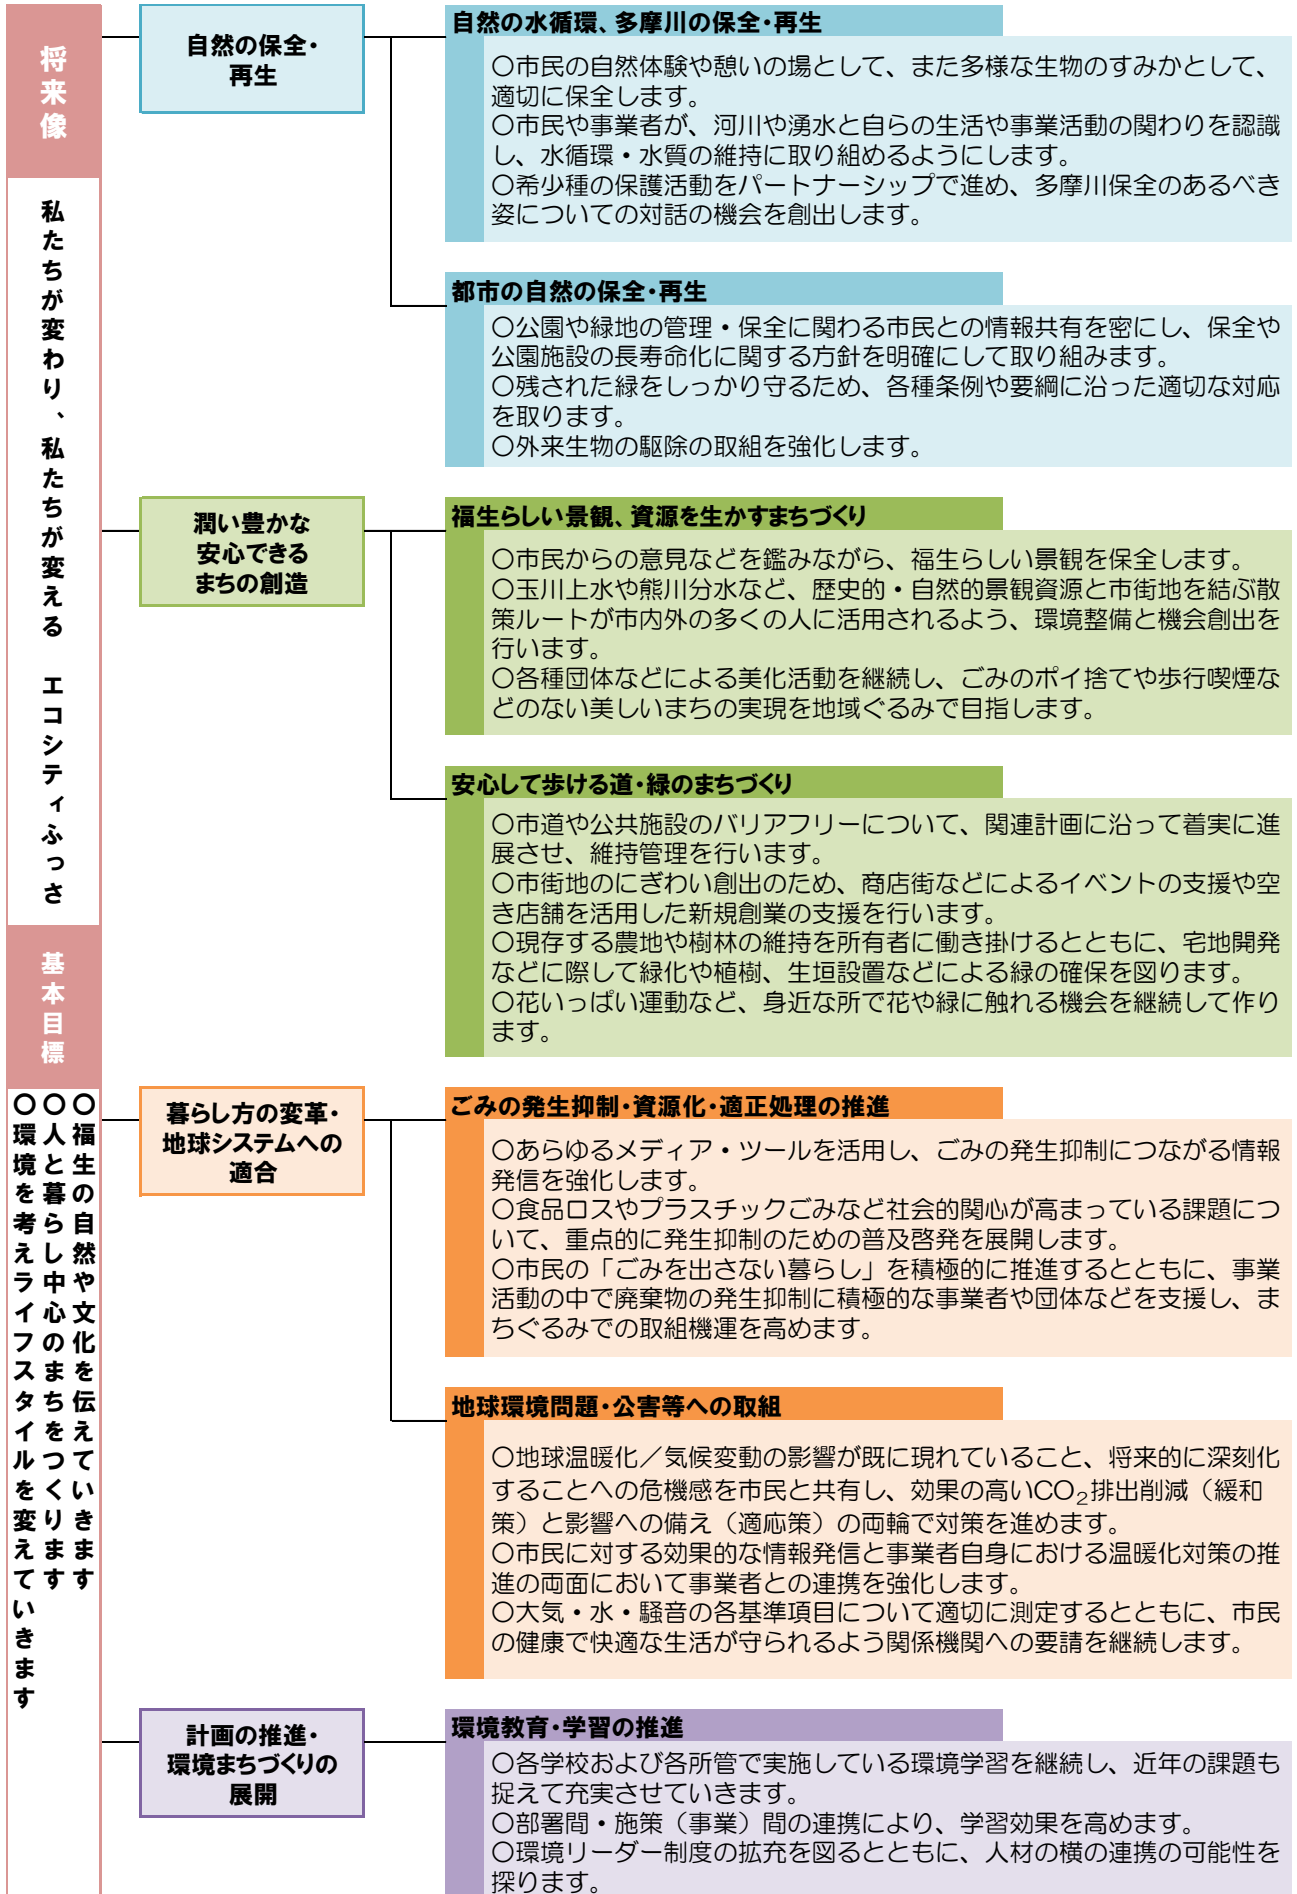 将来像
私たちが変わり、私たちが変える　エコシティふっさ
基本目標
○福生の自然や文化を伝えていきます
○人と暮らし中心のまちをつくります
○環境を考えライフスタイルを変えていきます
自然の保全・
再生
自然の水循環、多摩川の保全・再生
○市民の自然体験や憩いの場として、また多様な生物のすみかとして、
適切に保全します。
○市民や事業者が、河川や湧水と自らの生活や事業活動の関わりを認識
し、水循環・水質の維持に取り組めるようにします。
○希少種の保護活動をパートナーシップで進め、多摩川保全のあるべき
姿についての対話の機会を創出します。
都市の自然の保全・再生
○公園や緑地の管理・保全に関わる市民との情報共有を密にし、保全や
公園施設の長寿命化に関する方針を明確にして取り組みます。
○残された緑をしっかり守るため、各種条例や要綱に沿った適切な対応
を取ります。
○外来生物の駆除の取組を強化します。
潤い豊かな
安心できる
まちの創造
福生らしい景観、資源を生かすまちづくり
○市民からの意見などを鑑みながら、福生らしい景観を保全します。
○玉川上水や熊川分水など、歴史的・自然的景観資源と市街地を結ぶ散
策ルートが市内外の多くの人に活用されるよう、環境整備と機会創出を
行います。
○各種団体などによる美化活動を継続し、ごみのポイ捨てや歩行喫煙な
どのない美しいまちの実現を地域ぐるみで目指します。
安心して歩ける道・緑のまちづくり
○市道や公共施設のバリアフリーについて、関連計画に沿って着実に進
展させ、維持管理を行います。
○市街地のにぎわい創出のため、商店街などによるイベントの支援や空
き店舗を活用した新規創業の支援を行います。
○現存する農地や樹林の維持を所有者に働き掛けるとともに、宅地開発
などに際して緑化や植樹、生垣設置などによる緑の確保を図ります。
○花いっぱい運動など、身近な所で花や緑に触れる機会を継続して作り
ます。
暮らし方の変革・
地球システムへの
適合
ごみの発生抑制・資源化・適正処理の推進
○あらゆるメディア・ツールを活用し、ごみの発生抑制につながる情報
発信を強化します。
○食品ロスやプラスチックごみなど社会的関心が高まっている課題につ
いて、重点的に発生抑制のための普及啓発を展開します。
○市民の「ごみを出さない暮らし」を積極的に推進するとともに、事業
活動の中で廃棄物の発生抑制に積極的な事業者や団体などを支援し、ま
ちぐるみでの取組機運を高めます。
地球環境問題・公害等への取組
○地球温暖化／気候変動の影響が既に現れていること、将来的に深刻化
することへの危機感を市民と共有し、効果の高いCO₂排出削減（緩和
策）と影響への備え（適応策）の両輪で対策を進めます。
○市民に対する効果的な情報発信と事業者自身における温暖化対策の推
進の両面において事業者との連携を強化します。
○大気・水・騒音の各基準項目について適切に測定するとともに、市民
の健康で快適な生活が守られるよう関係機関への要請を継続します。
計画の推進・
環境まちづくりの
展開
環境教育・学習の推進
○各学校および各所管で実施している環境学習を継続し、近年の課題も
捉えて充実させていきます。
○部署間・施策（事業）間の連携により、学習効果を高めます。
○環境リーダー制度の拡充を図るとともに、人材の横の連携の可能性を
探ります。